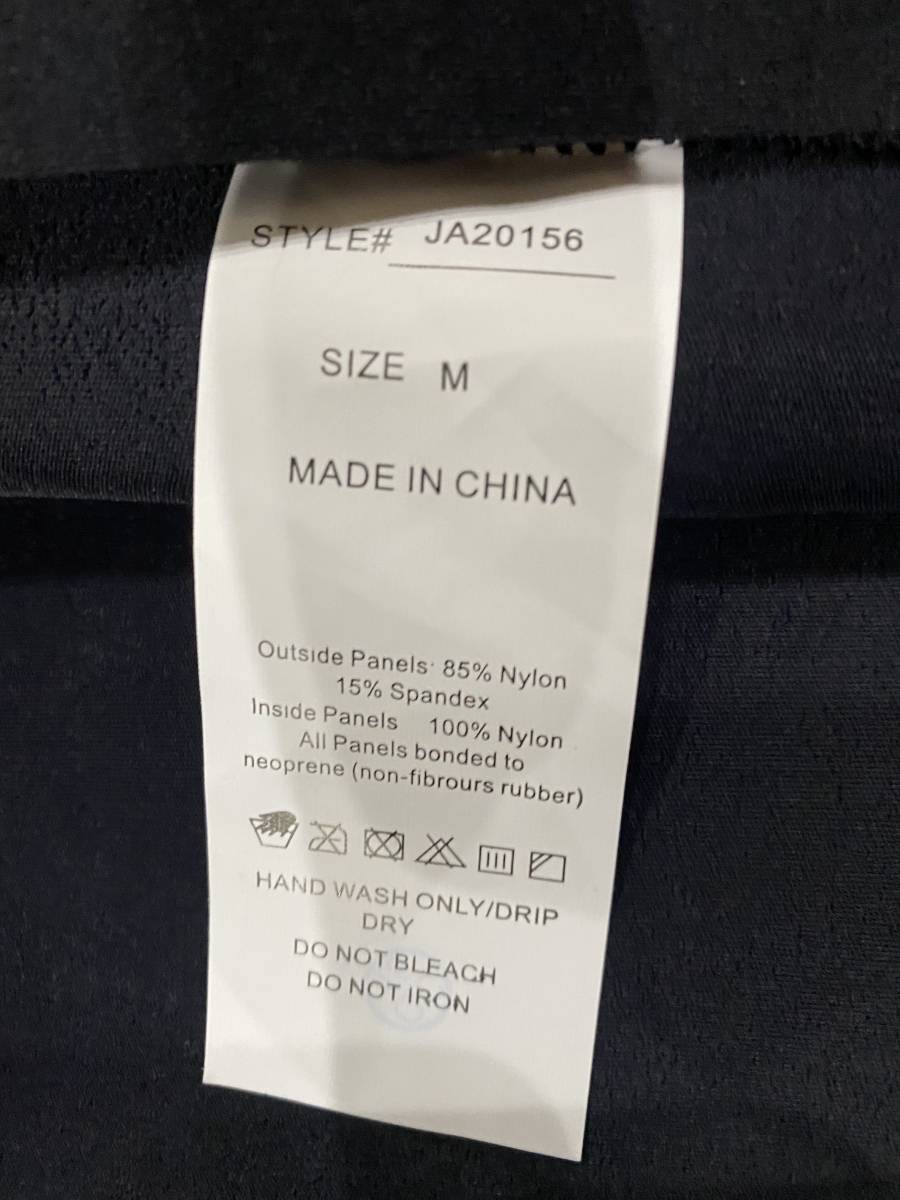 STYLE# JA20156
SIZE M
MADE IN CHINA
Outside Panels: 85% Nylon
15% Spandex
Inside Panels 100% Nylon
All Panels bonded to
neoprene (non-fibrours rubber)
HAND WASH ONLY/DRIP
DRY
DO NOT BLEACH
DO NOT IRON